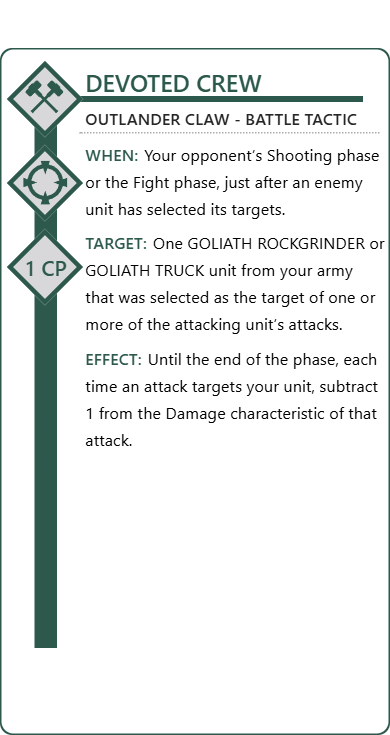 DEVOTED CREW
OUTLANDER CLAW - BATTLE TACTIC
WHEN: Your opponent’s Shooting phase
or the Fight phase, just after an enemy
unit has selected its targets.
TARGET: One GOLIATH ROCKGRINDER or
GOLIATH TRUCK unit from your army
that was selected as the target of one or
more of the attacking unit’s attacks.
1 CP
EFFECT: Until the end of the phase, each
time an attack targets your unit, subtract
1 from the Damage characteristic of that
attack.